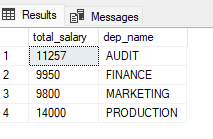 Results Messages
total_salary dep_name
1 11257 AUDIT
2 9950 FINANCE
3 9800 MARKETING
4 14000 PRODUCTION